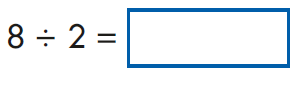 8 ÷ 2 =